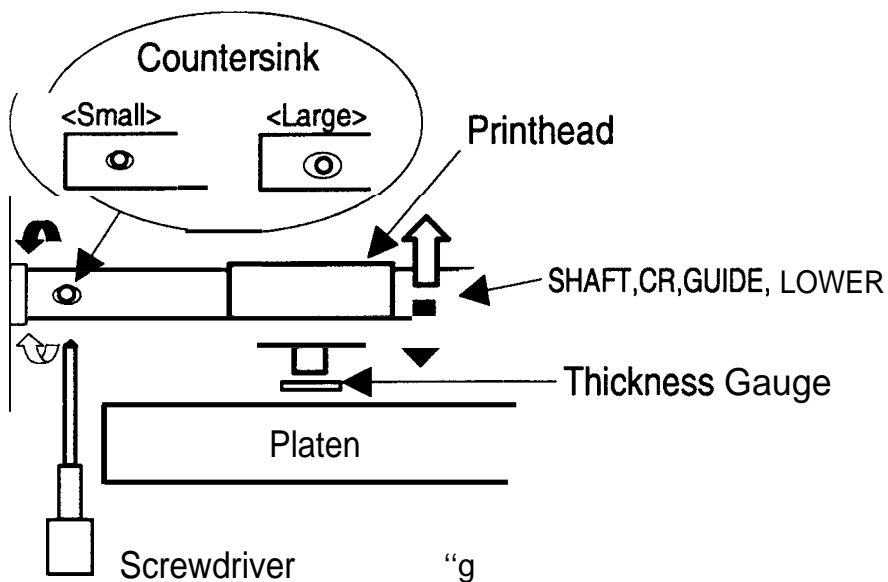 Countersink
<Small>
<Large>
Printhead
SHAFT,CR,GUIDE, LOWER
Thickness Gauge
Platen
Screwdriver
“g